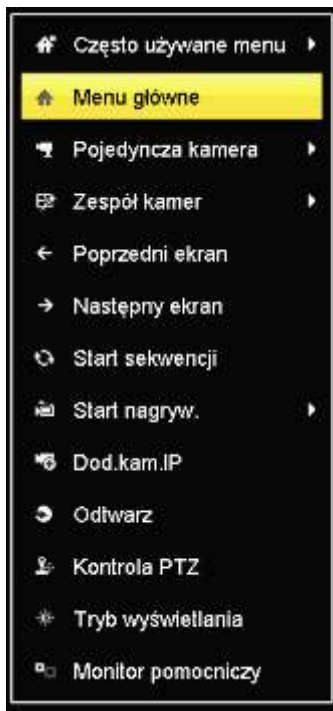 Często używane menu
Menu główne
Pojedyncza kamera
Zespół kamer
Poprzedni ekran
Następny ekran
Start sekwencji
Start nagryw.
Dod.kam.IP
Odtwarz
Kontrola PTZ
Tryb wyświetlania
Monitor pomocniczy